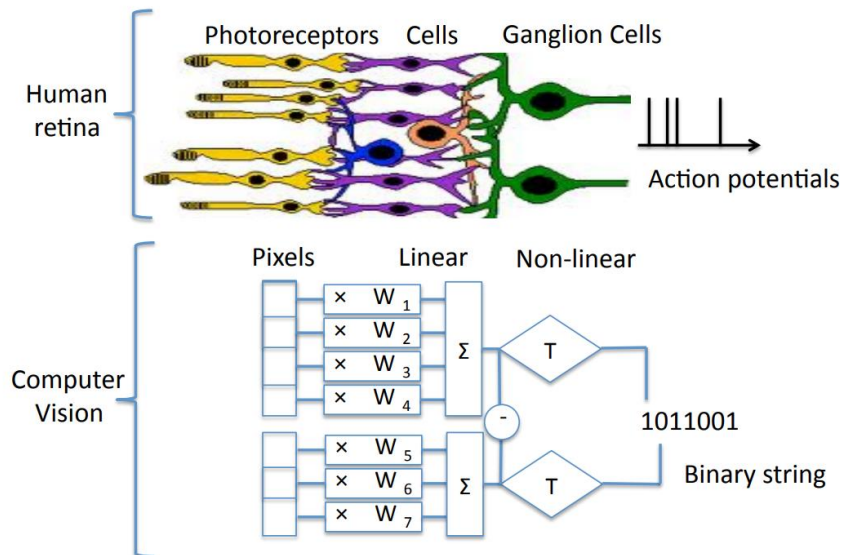 Photoreceptors Cells Ganglion Cells
Human
retina
Action potentials
Pixels Linear Non-linear
× W 1
× W 2
× W 3
× W 4
Σ
T
Computer
Vision
-
1011001
× W 5
× W 6
× W 7
Σ
T
Binary string